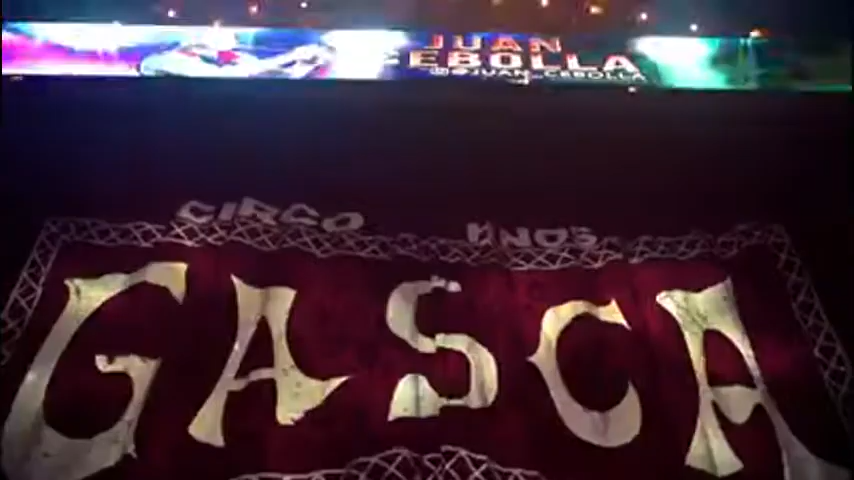 JUAN
CEBOLLA
@JUAN_CEBOLLA
CIRCO HNOS
GASCA